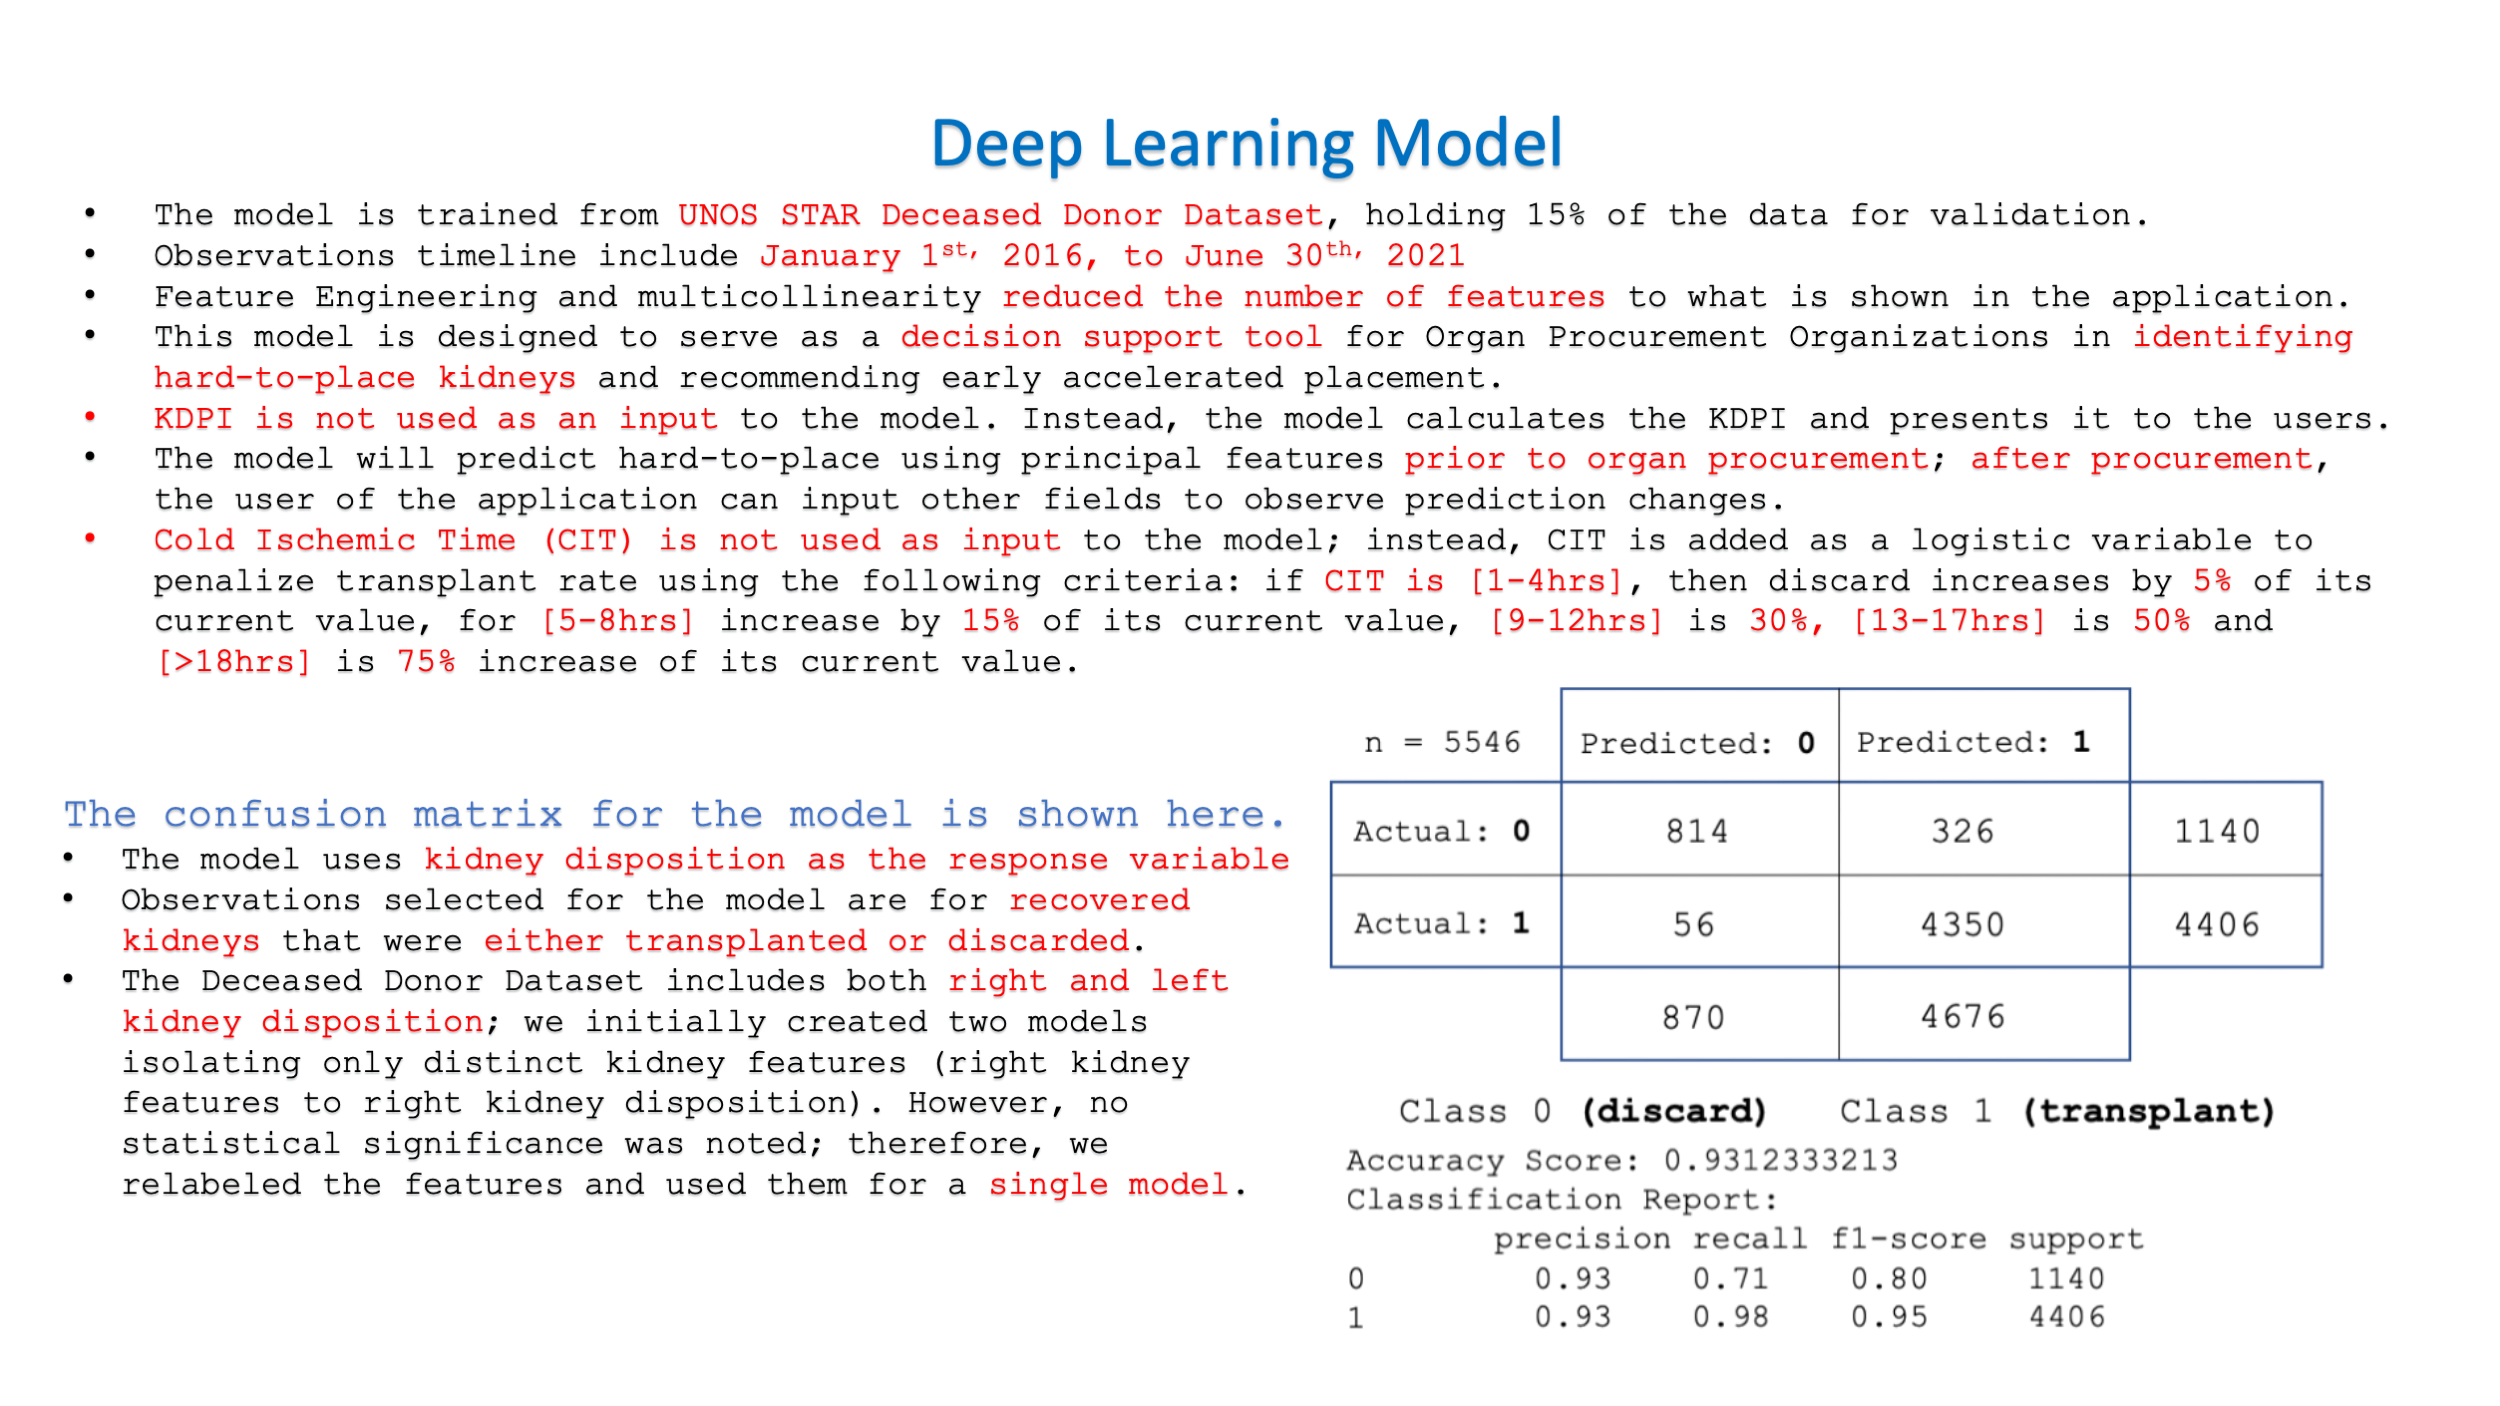 Deep Learning Model
• The model is trained from UNOS STAR Deceased Donor Dataset, holding 15% of the data for validation.
• Observations timeline include January 1st, 2016, to June 30th, 2021
• Feature Engineering and multicollinearity reduced the number of features to what is shown in the application.
• This model is designed to serve as a decision support tool for Organ Procurement Organizations in identifying
hard-to-place kidneys and recommending early accelerated placement.
• KDPI is not used as an input to the model. Instead, the model calculates the KDPI and presents it to the users.
• The model will predict hard-to-place using principal features prior to organ procurement; after procurement,
the user of the application can input other fields to observe prediction changes.
• Cold Ischemic Time (CIT) is not used as input to the model; instead, CIT is added as a logistic variable to
penalize transplant rate using the following criteria: if CIT is [1-4hrs], then discard increases by 5% of its
current value, for [5-8hrs] increase by 15% of its current value, [9-12hrs] is 30%, [13-17hrs] is 50% and
[>18hrs] is 75% increase of its current value.
The confusion matrix for the model is shown here.
• The model uses kidney disposition as the response variable
• Observations selected for the model are for recovered
kidneys that were either transplanted or discarded.
• The Deceased Donor Dataset includes both right and left
kidney disposition; we initially created two models
isolating only distinct kidney features (right kidney
features to right kidney disposition). However, no
statistical significance was noted; therefore, we
relabeled the features and used them for a single model.
n = 5546 Predicted: 0 Predicted: 1
Actual: 0 814 326 1140
Actual: 1 56 4350 4406
870 4676
Class 0 (discard) Class 1 (transplant)
Accuracy Score: 0.9312333213
Classification Report:
precision recall f1-score support
0 0.93 0.71 0.80 1140
1 0.93 0.98 0.95 4406